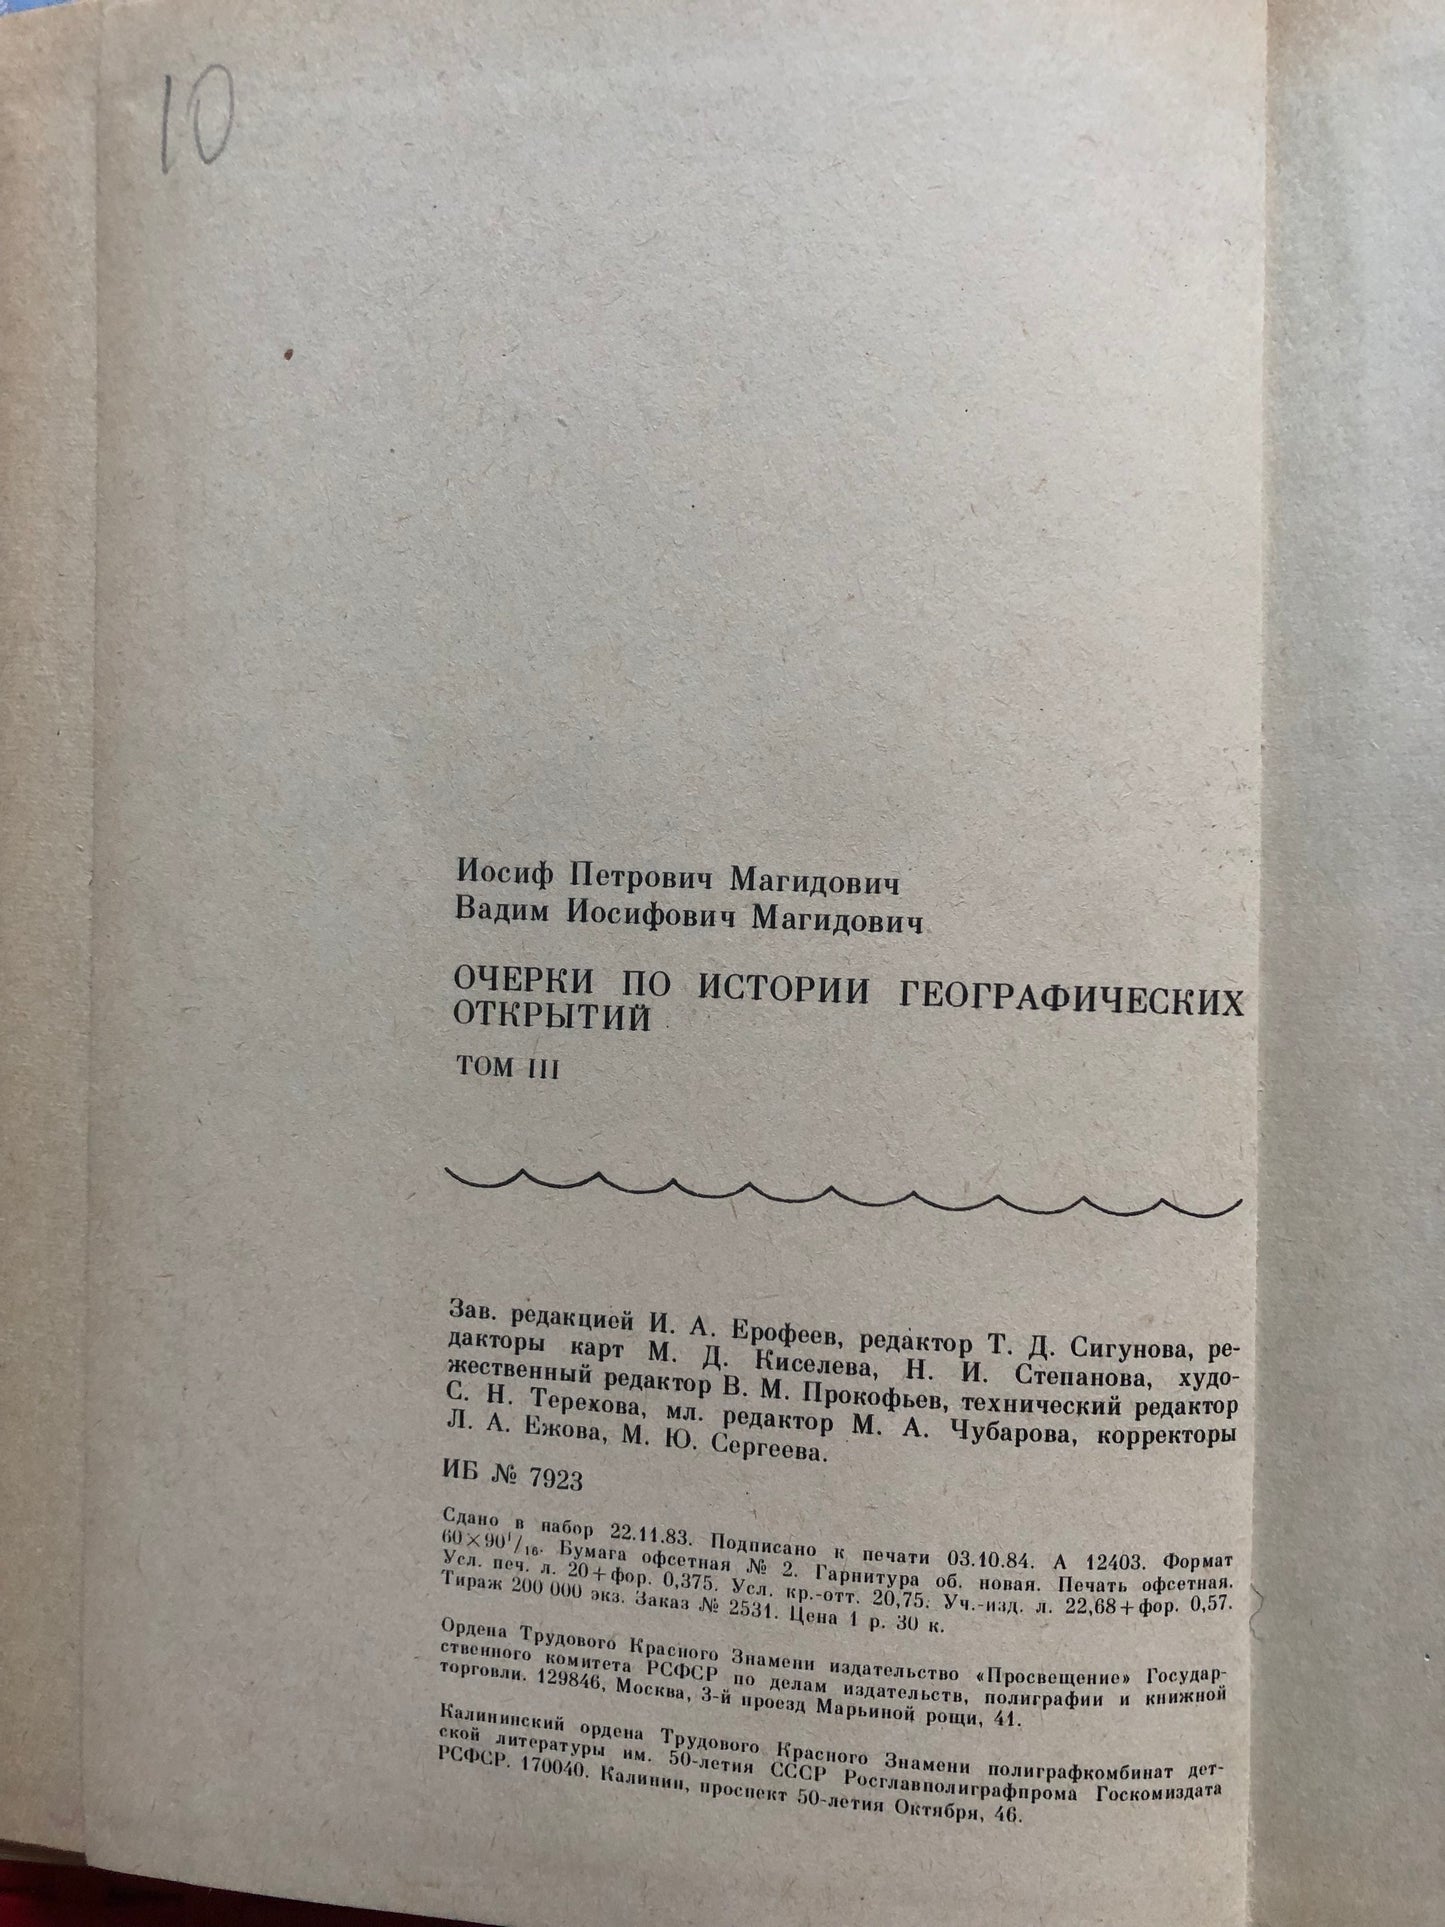 10
Иосиф Петрович Магидович
Вадим Иосифович Магидович
ОЧЕРКИ ПО ИСТОРИИ ГЕОГРАФИЧЕСКИХ
ОТКРЫТИЙ
ТОМ III
Зав. редакцией И. А. Ерофеев, редактор Т. Д. Сигунова, ре-
дакторы карт М. Д. Киселева, Н. И. Степанова, худо-
жественный редактор В. М. Прокофьев, технический редактор
С. Н. Терехова, мл. редактор М. А. Чубарова, корректоры
Л. А. Ежова, М. Ю. Сергеева.
ИБ № 7923
Сдано в набор 22.11.83. Подписано к печати 03.10.84. А 12403. Формат
60×90¹/₁₆. Бумага офсетная № 2. Гарнитура об. новая. Печать офсетная.
Усл. печ. л. 20+фор. 0,375. Усл. кр.-отт. 20,75. Уч.-изд. л. 22,68+фор. 0,57.
Тираж 200 000 экз. Заказ № 2531. Цена 1 р. 30 к.
Ордена Трудового Красного Знамени издательство «Просвещение» Государ-
ственного комитета РСФСР по делам издательств, полиграфии и книжной
торговли. 129846, Москва, 3-й проезд Марьиной рощи, 41.
Калининский ордена Трудового Красного Знамени полиграфкомбинат дет-
ской литературы им. 50-летия СССР Росглавполиграфпрома Госкомиздата
РСФСР. 170040. Калинин, проспект 50-летия Октября, 46.